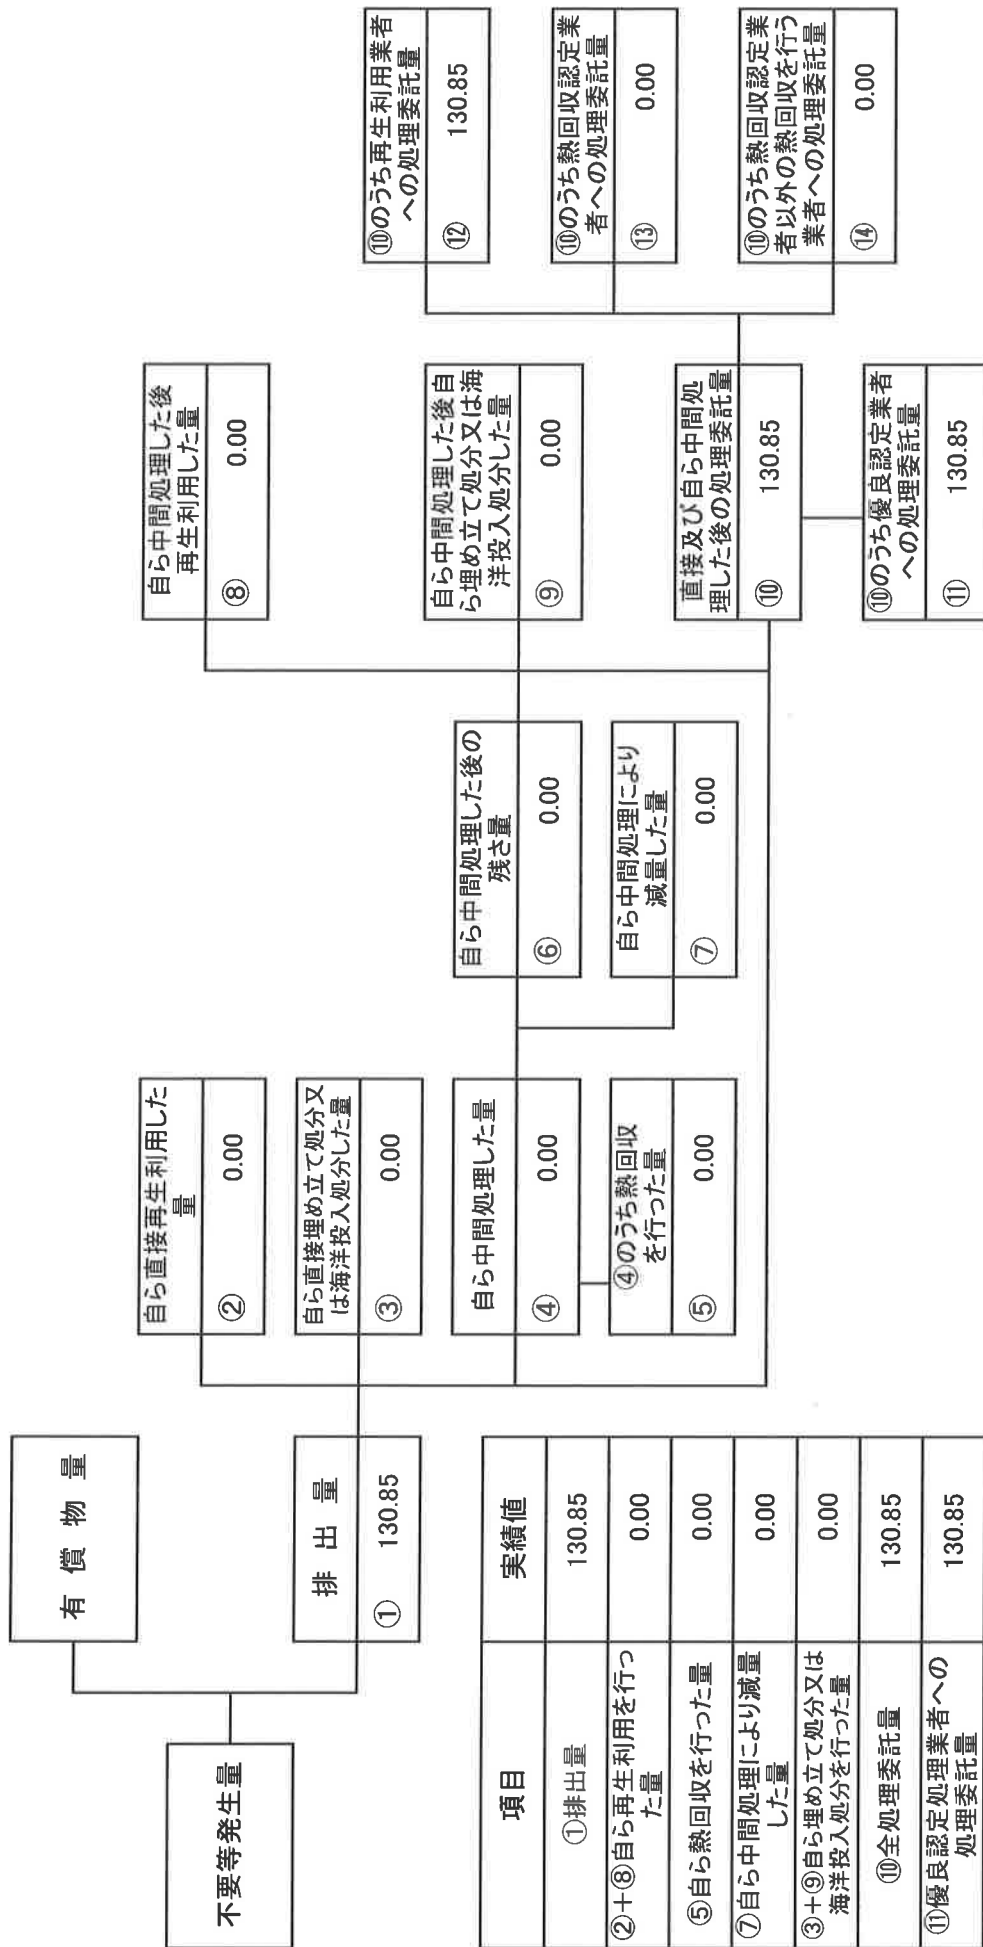 不要等発生量
有償物量
排出量
① 130.85
自ら直接再生利用した
量
② 0.00
自ら直接埋め立て処分又
は海洋投入処分した量
③ 0.00
自ら中間処理した量
④ 0.00
④のうち熱回収
を行った量
⑤ 0.00
自ら中間処理した後の
残さ量
⑥ 0.00
自ら中間処理により
減量した量
⑦ 0.00
自ら中間処理した後
再生利用した量
⑧ 0.00
自ら中間処理した後自
ら埋め立て処分又は海
洋投入処分した量
⑨ 0.00
直接及び自ら中間処
理した後の処理委託量
⑩ 130.85
⑩のうち優良認定業者
への処理委託量
⑪ 130.85
⑩のうち再生利用業者
への処理委託量
⑫ 130.85
⑩のうち熱回収認定業
者への処理委託量
⑬ 0.00
⑩のうち熱回収認定業
者以外の熱回収を行う
業者への処理委託量
⑭ 0.00
項目 実績値
①排出量 130.85
②+⑧自ら再生利用を行っ
た量 0.00
⑤自ら熱回収を行った量 0.00
⑦自ら中間処理により減量
した量 0.00
③+⑨自ら埋め立て処分又は
海洋投入処分を行った量 0.00
⑩全処理委託量 130.85
⑪優良認定処理業者への
処理委託量 130.85